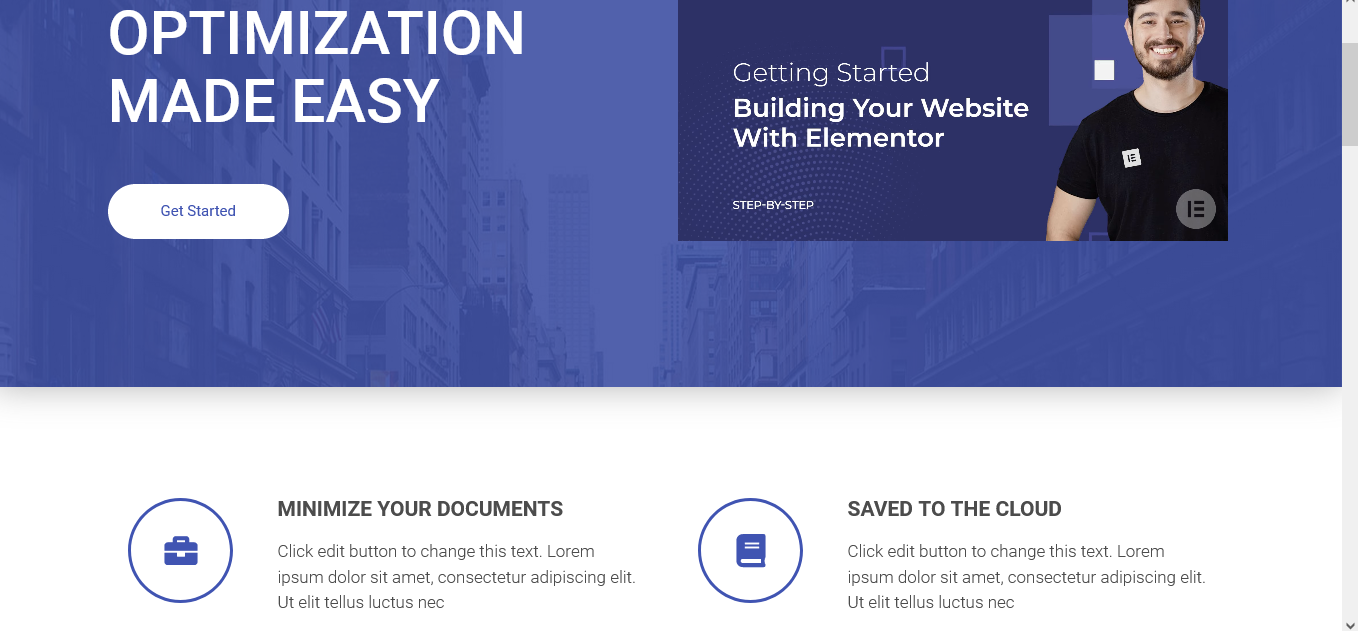 OPTIMIZATION
MADE EASY
Get Started
Getting Started
Building Your Website
With Elementor
STEP-BY-STEP
MINIMIZE YOUR DOCUMENTS
Click edit button to change this text. Lorem
ipsum dolor sit amet, consectetur adipiscing elit.
Ut elit tellus luctus nec
SAVED TO THE CLOUD
Click edit button to change this text. Lorem
ipsum dolor sit amet, consectetur adipiscing elit.
Ut elit tellus luctus nec